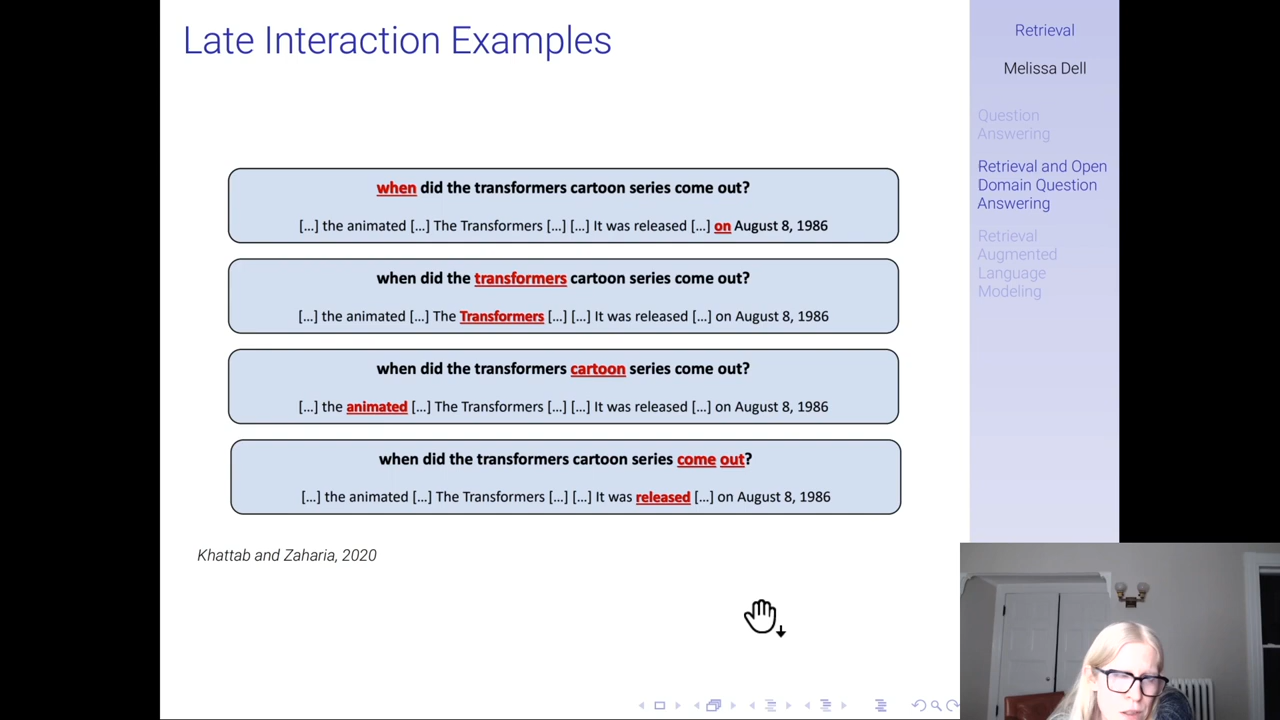 Late Interaction Examples
when did the transformers cartoon series come out?
[...] the animated [...] The Transformers [...] [...] It was released [...] on August 8, 1986
when did the transformers cartoon series come out?
[...] the animated [...] The Transformers [...] [...] It was released [...] on August 8, 1986
when did the transformers cartoon series come out?
[...] the animated [...] The Transformers [...] [...] It was released [...] on August 8, 1986
when did the transformers cartoon series come out?
[...] the animated [...] The Transformers [...] [...] It was released [...] on August 8, 1986
Khattab and Zaharia, 2020
Retrieval
Melissa Dell
Question
Answering
Retrieval and Open
Domain Question
Answering
Retrieval
Augmented
Language
Modeling